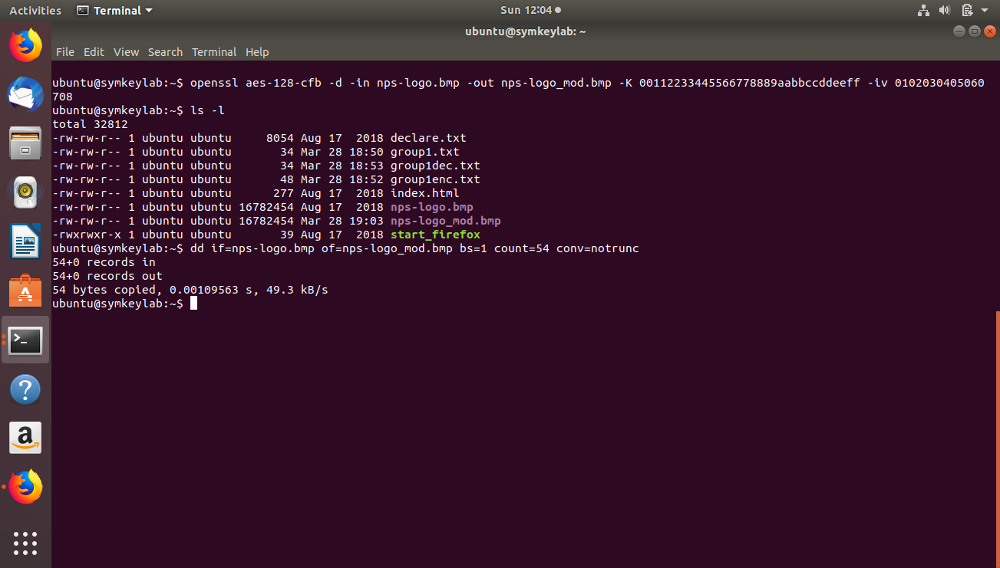 Activities Terminal Sun 12:04
ubuntu@symkeylab: ~
File Edit View Search Terminal Help
ubuntu@symkeylab:~$ openssl aes-128-cfb -d -in nps-logo.bmp -out nps-logo_mod.bmp -K 00112233445566778889aabbccddeeff -iv 0102030405060
708
ubuntu@symkeylab:~$ ls -l
total 32812
-rw-rw-r-- 1 ubuntu ubuntu     8054 Aug 17  2018 declare.txt
-rw-rw-r-- 1 ubuntu ubuntu       34 Mar 28 18:50 group1.txt
-rw-rw-r-- 1 ubuntu ubuntu       34 Mar 28 18:53 group1dec.txt
-rw-rw-r-- 1 ubuntu ubuntu       48 Mar 28 18:52 group1enc.txt
-rw-rw-r-- 1 ubuntu ubuntu      277 Aug 17  2018 index.html
-rw-rw-r-- 1 ubuntu ubuntu 16782454 Aug 17  2018 nps-logo.bmp
-rw-rw-r-- 1 ubuntu ubuntu 16782454 Mar 28 19:03 nps-logo_mod.bmp
-rwxrwxr-x 1 ubuntu ubuntu       39 Aug 17  2018 start_firefox
ubuntu@symkeylab:~$ dd if=nps-logo.bmp of=nps-logo_mod.bmp bs=1 count=54 conv=notrunc
54+0 records in
54+0 records out
54 bytes copied, 0.00109563 s, 49.3 kB/s
ubuntu@symkeylab:~$